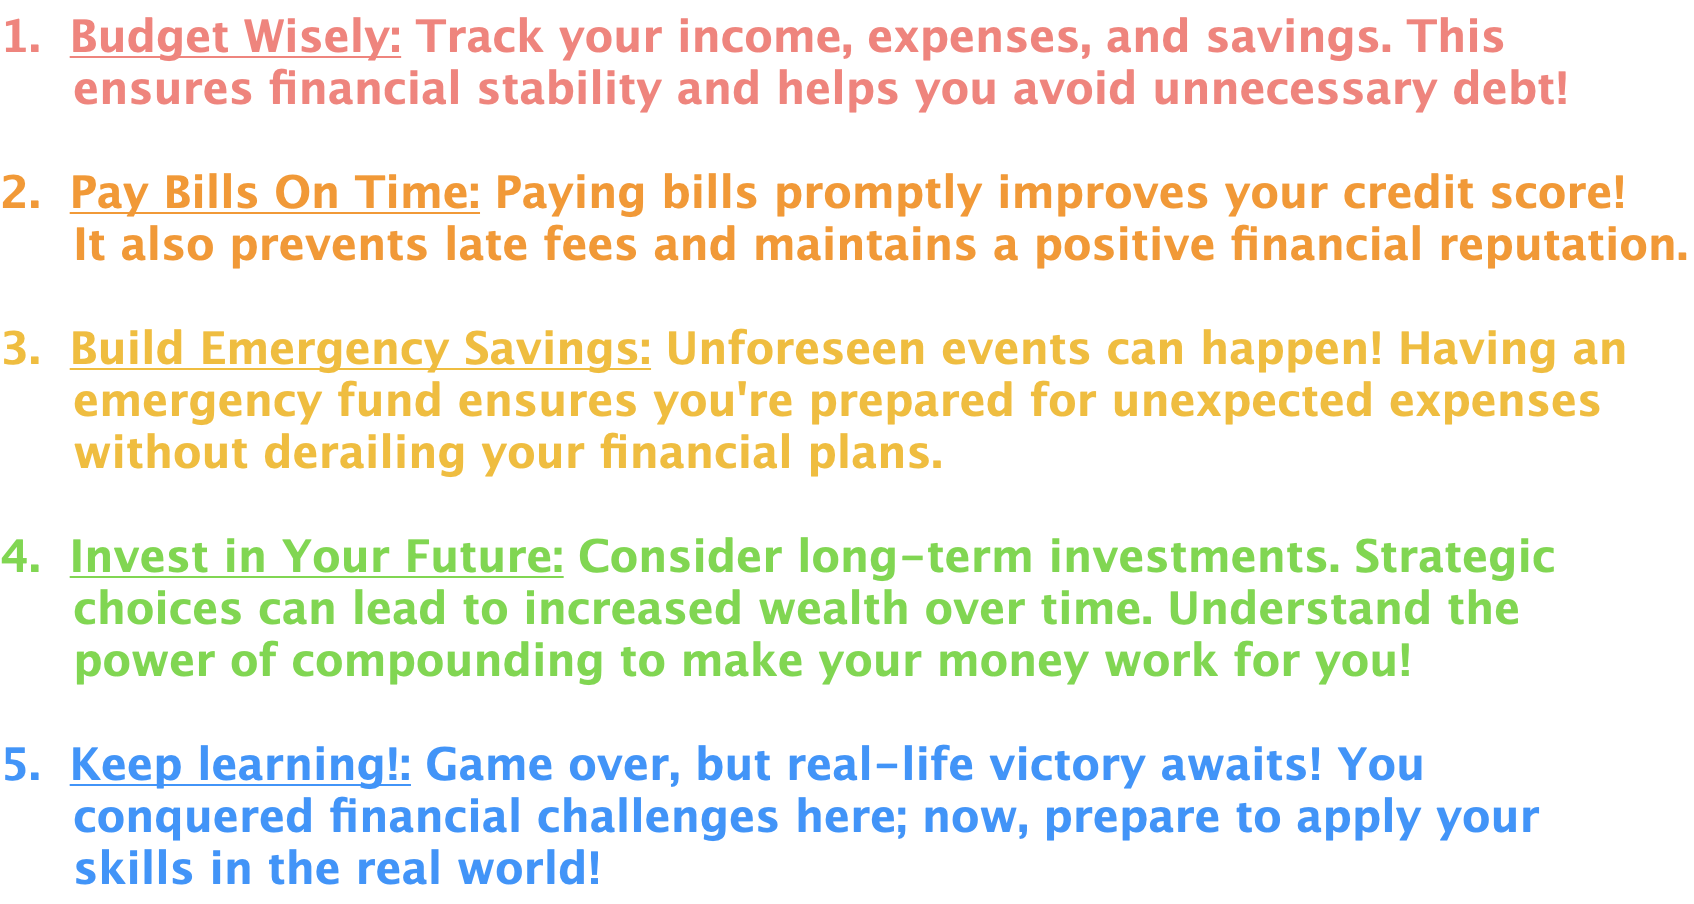 1. Budget Wisely: Track your income, expenses, and savings. This
ensures financial stability and helps you avoid unnecessary debt!
2. Pay Bills On Time: Paying bills promptly improves your credit score!
It also prevents late fees and maintains a positive financial reputation.
3. Build Emergency Savings: Unforeseen events can happen! Having an
emergency fund ensures you're prepared for unexpected expenses
without derailing your financial plans.
4. Invest in Your Future: Consider long-term investments. Strategic
choices can lead to increased wealth over time. Understand the
power of compounding to make your money work for you!
5. Keep learning!: Game over, but real-life victory awaits! You
conquered financial challenges here; now, prepare to apply your
skills in the real world!